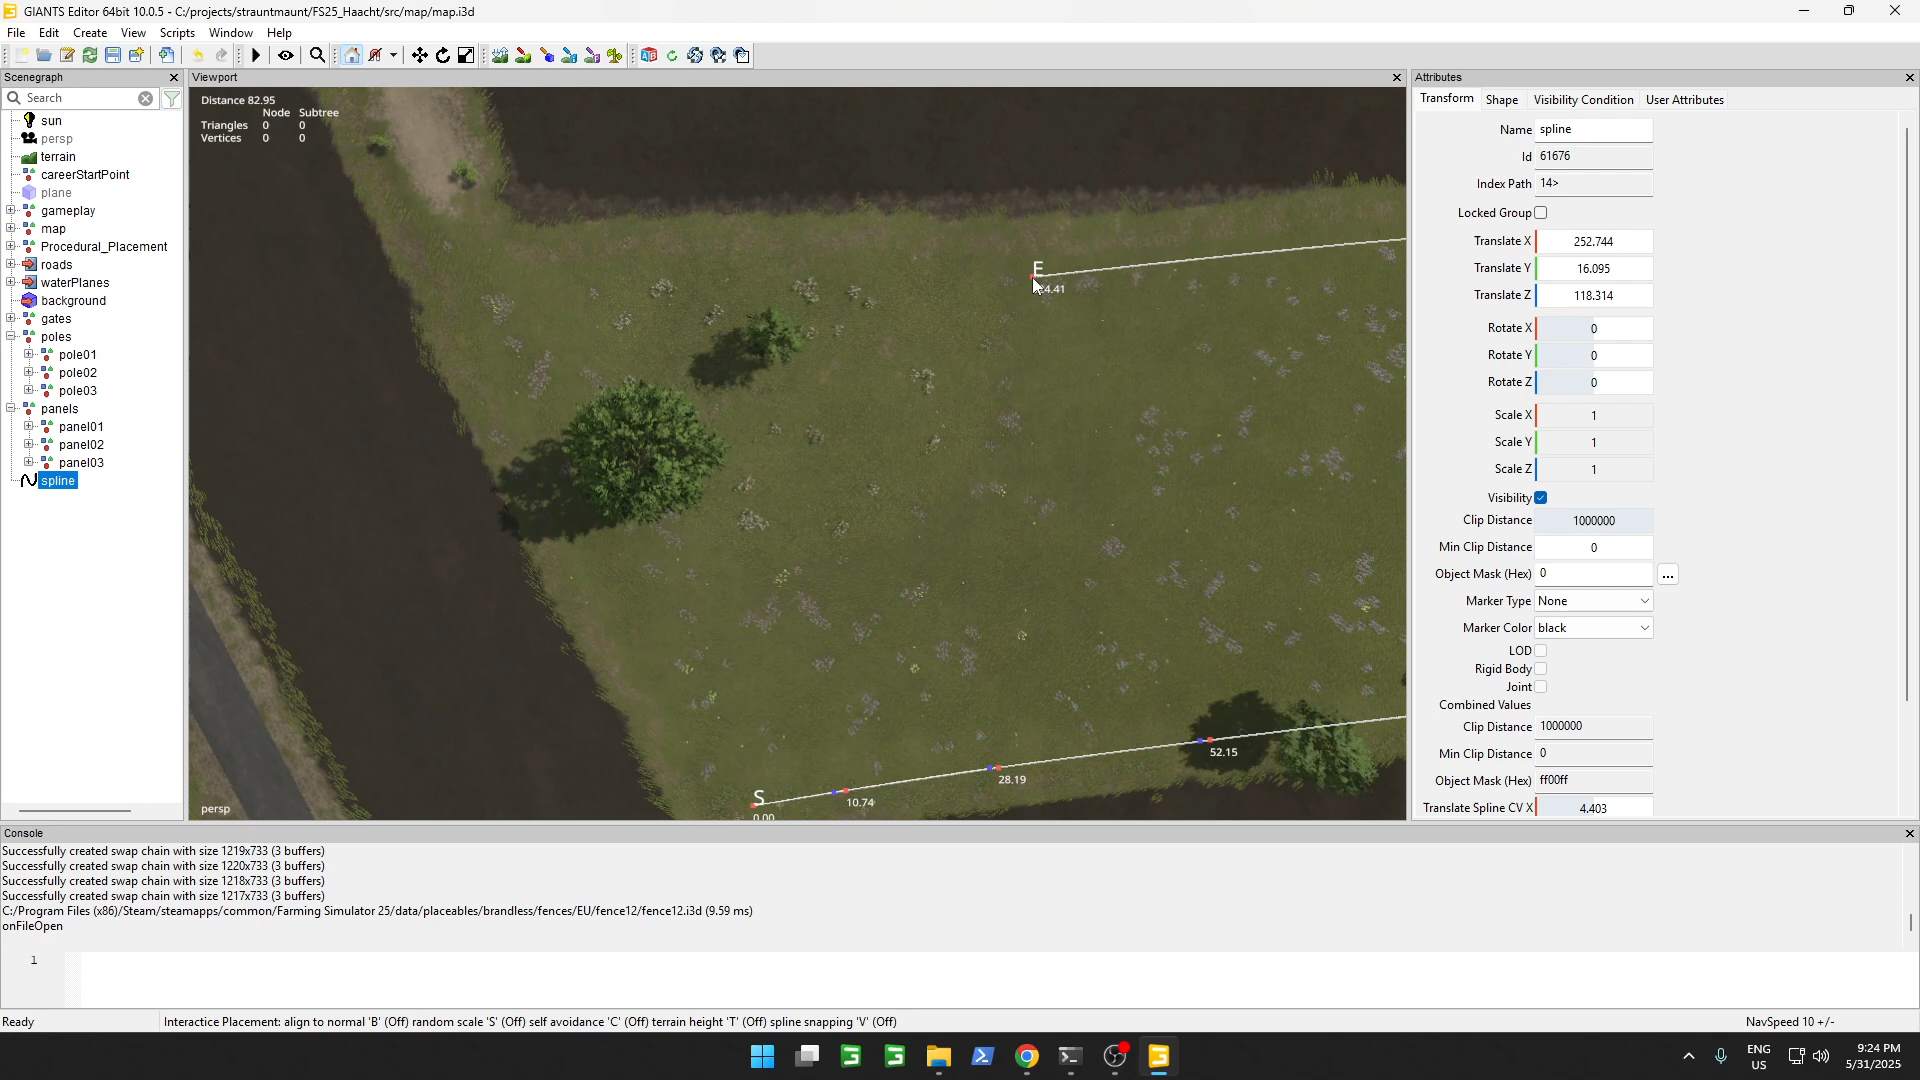 GIANTS Editor 64bit 10.0.5 - C:/projects/strauntmaunt/FS25_Haacht/src/map/map.i3d
File Edit Create View Scripts Window Help
Scenegraph
Search
sun
persp
terrain
careerStartPoint
plane
gameplay
map
Procedural_Placement
roads
waterPlanes
background
gates
poles
pole01
pole02
pole03
panels
panel01
panel02
panel03
spline
Viewport
Distance 82.95
Node Subtree
Triangles 0 0
Vertices 0 0
E
S
0.00
10.74
28.19
52.15
persp
Attributes
Transform Shape Visibility Condition User Attributes
Name spline
Id 61676
Index Path 14>
Locked Group
Translate X 252.744
Translate Y 16.095
Translate Z 118.314
Rotate X 0
Rotate Y 0
Rotate Z 0
Scale X 1
Scale Y 1
Scale Z 1
Visibility
Clip Distance 1000000
Min Clip Distance 0
Object Mask (Hex) 0 ...
Marker Type None
Marker Color black
LOD
Rigid Body
Joint
Combined Values
Clip Distance 1000000
Min Clip Distance 0
Object Mask (Hex) ff00ff
Translate Spline CV X 4.403
Console
Successfully created swap chain with size 1219x733 (3 buffers)
Successfully created swap chain with size 1220x733 (3 buffers)
Successfully created swap chain with size 1218x733 (3 buffers)
Successfully created swap chain with size 1217x733 (3 buffers)
C:/Program Files (x86)/Steam/steamapps/common/Farming Simulator 25/data/placeables/brandless/fences/EU/fence12/fence12.i3d (9.59 ms)
onFileOpen
1
Ready
Interactice Placement: align to normal 'B' (Off) random scale 'S' (Off) self avoidance 'C' (Off) terrain height 'T' (Off) spline snapping 'V' (Off)
NavSpeed 10 +/-
ENG
US
9:24 PM
5/31/2025